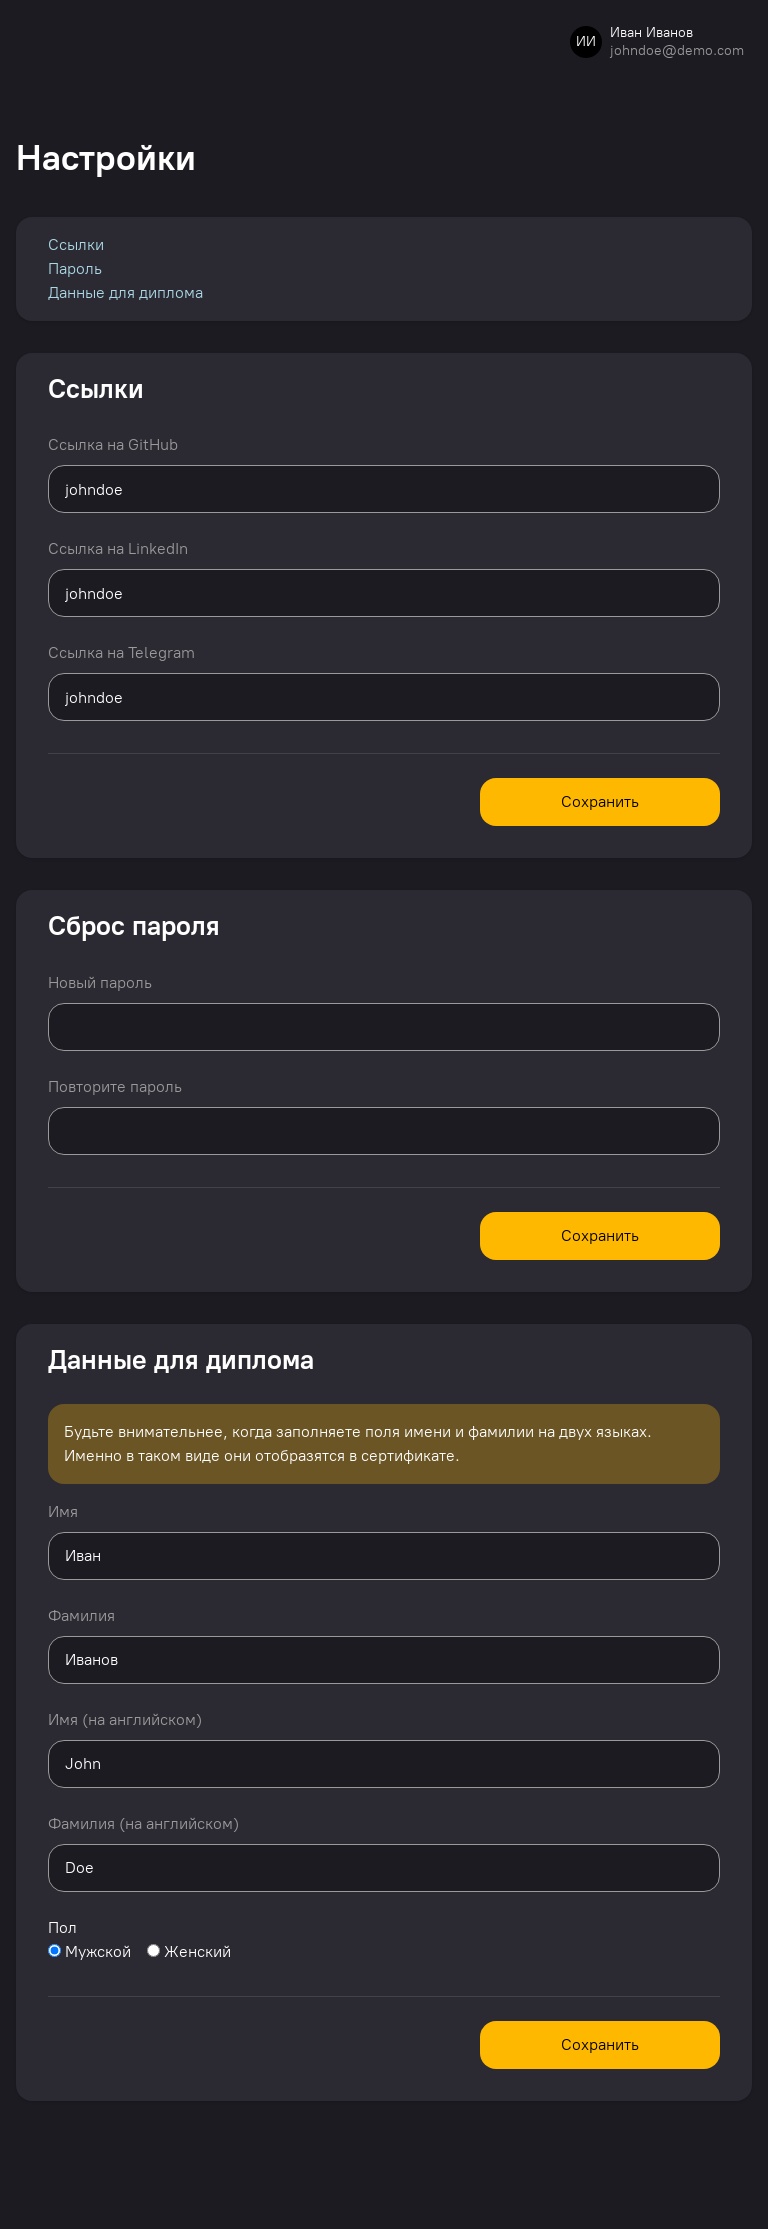 ИИ
Иван Иванов
johndoe@demo.com
Настройки
Ссылки
Пароль
Данные для диплома
Ссылки
Ссылка на GitHub
johndoe
Ссылка на LinkedIn
johndoe
Ссылка на Telegram
johndoe
Сохранить
Сброс пароля
Новый пароль
Повторите пароль
Сохранить
Данные для диплома
Будьте внимательнее, когда заполняете поля имени и фамилии на двух языках.
Именно в таком виде они отобразятся в сертификате.
Имя
Иван
Фамилия
Иванов
Имя (на английском)
John
Фамилия (на английском)
Doe
Пол
Мужской Женский
Сохранить